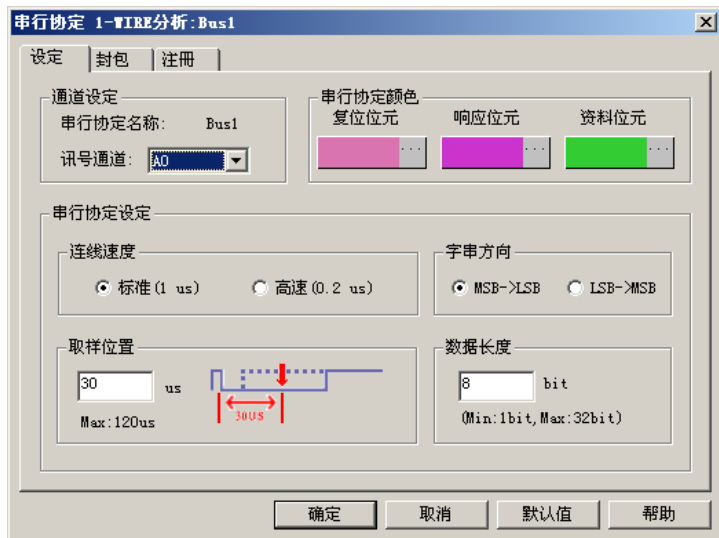 串行协定 1-WIRE分析:Bus1
设定 封包 注冊
通道设定
串行协定名称: Bus1
讯号通道: A0
串行协定颜色
复位位元 响应位元 资料位元
... ... ...
串行协定设定
连线速度
标准(1 us) 高速(0.2 us)
字串方向
MSB->LSB LSB->MSB
取样位置
30 us
30US
Max:120us
数据长度
8 bit
(Min:1bit,Max:32bit)
确定 取消 默认值 帮助